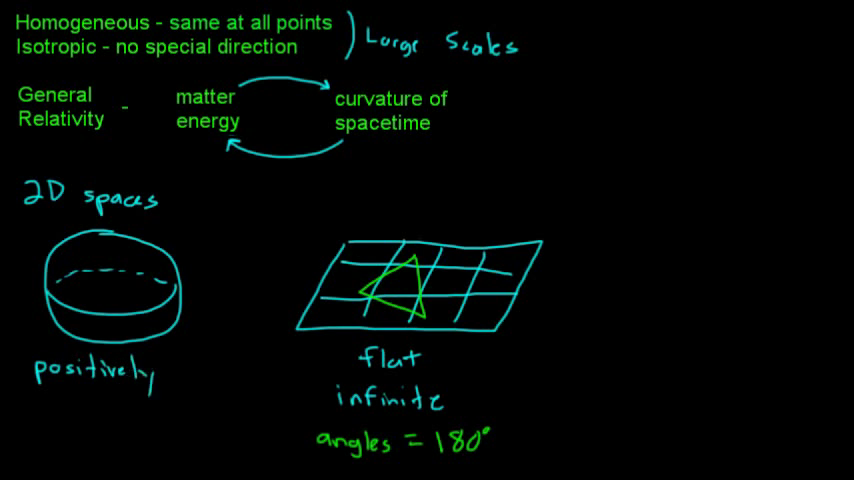 Homogeneous - same at all points
Isotropic - no special direction
Large Scales
General
Relativity -
matter
energy
curvature of
spacetime
2D spaces
positively
flat
infinite
angles = 180°